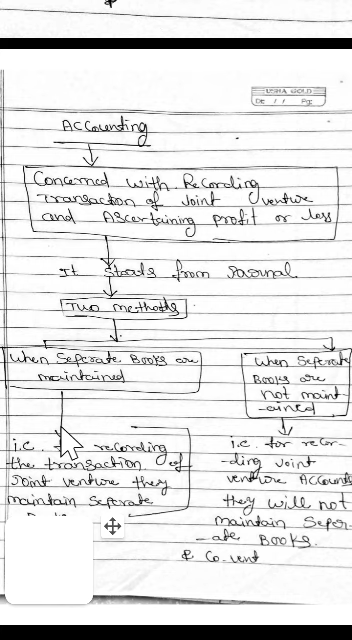 USHA GOLD
Dt / / Pg
Accounting
Concerned with Recording
Transaction of Joint venture
and Ascertaining profit or loss
It starts from Journal
Two methods
When Seperate Books are
maintained
When Seperate
Books are
not maint
-ained
i.e. recording
the transaction of
Joint venture they
maintain Seperate
i.e. for recor-
-ding Joint
venture Accounts
they will not
maintain Seper-
-ate Books.
& Co-vent